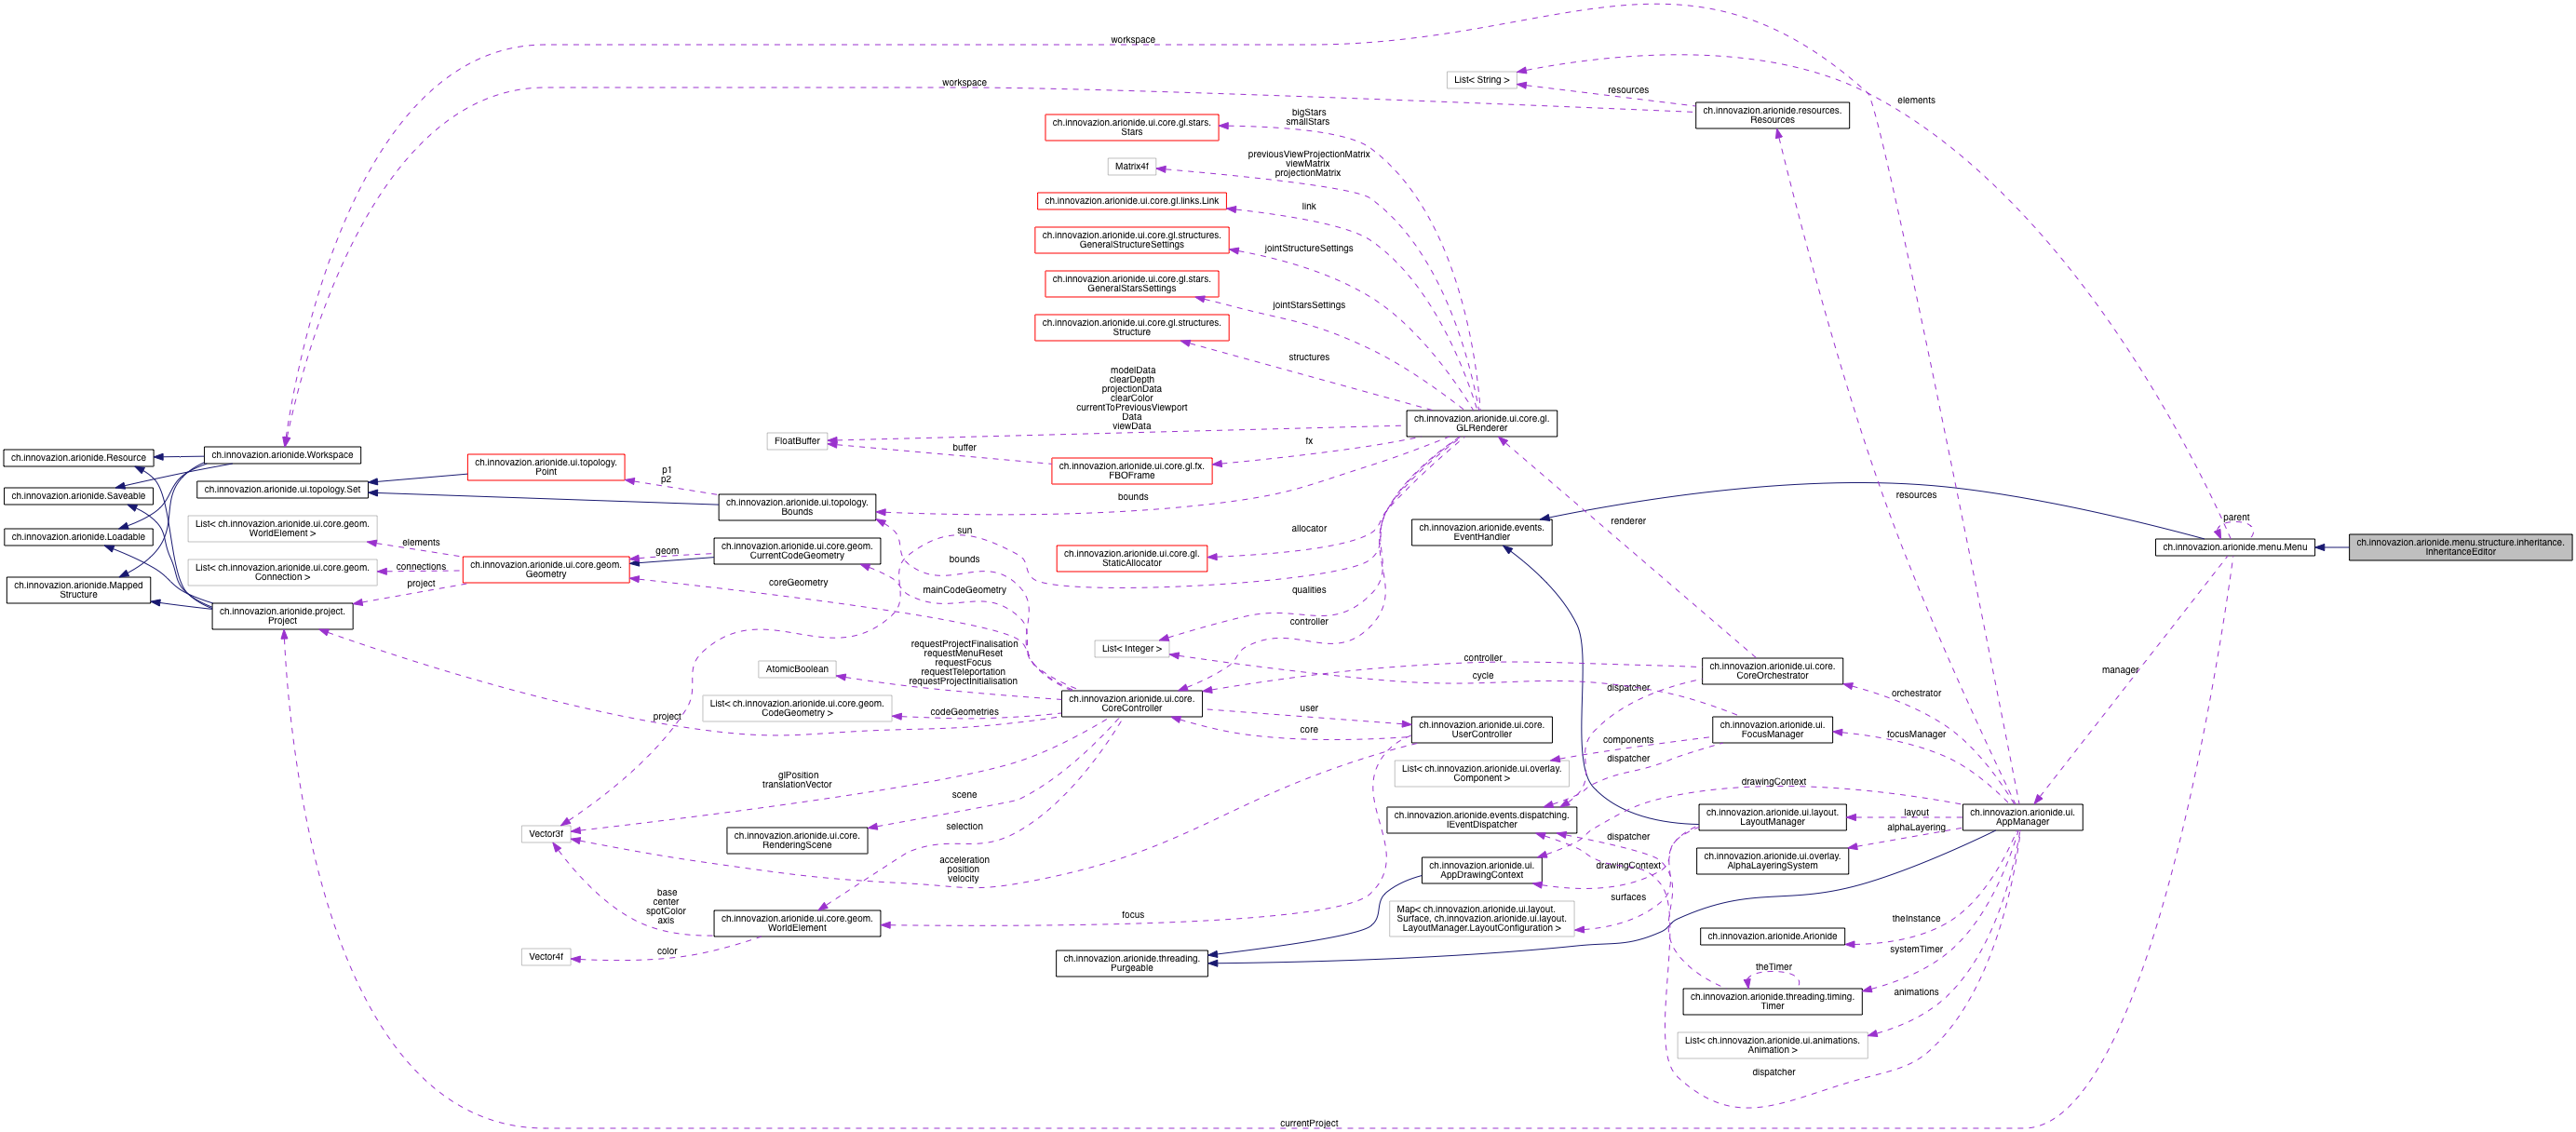 workspace
workspace
List< String >
resources
elements
ch.innovazion.arionide.resources.
Resources
bigStars
smallStars
ch.innovazion.arionide.ui.core.gl.stars.
Stars
previousViewProjectionMatrix
viewMatrix
projectionMatrix
Matrix4f
link
ch.innovazion.arionide.ui.core.gl.links.Link
ch.innovazion.arionide.ui.core.gl.structures.
GeneralStructureSettings
jointStructureSettings
ch.innovazion.arionide.ui.core.gl.stars.
GeneralStarsSettings
jointStarsSettings
ch.innovazion.arionide.ui.core.gl.structures.
Structure
structures
modelData
clearDepth
projectionData
clearColor
currentToPreviousViewport
Data
viewData
ch.innovazion.arionide.ui.core.gl.
GLRenderer
FloatBuffer
buffer
fx
ch.innovazion.arionide.ui.core.gl.fx.
FBOFrame
ch.innovazion.arionide.Resource
ch.innovazion.arionide.Workspace
ch.innovazion.arionide.ui.topology.
Point
p1
p2
ch.innovazion.arionide.Saveable
ch.innovazion.arionide.ui.topology.Set
ch.innovazion.arionide.ui.topology.
Bounds
bounds
resources
List< ch.innovazion.arionide.ui.core.geom.
WorldElement >
ch.innovazion.arionide.Loadable
elements
sun
allocator
ch.innovazion.arionide.events.
EventHandler
renderer
parent
ch.innovazion.arionide.menu.Menu
ch.innovazion.arionide.menu.structure.inheritance.
InheritanceEditor
geom
ch.innovazion.arionide.ui.core.geom.
CurrentCodeGeometry
bounds
ch.innovazion.arionide.ui.core.gl.
StaticAllocator
List< ch.innovazion.arionide.ui.core.geom.
Connection >
connections
ch.innovazion.arionide.ui.core.geom.
Geometry
ch.innovazion.arionide.Mapped
Structure
project
coreGeometry
mainCodeGeometry
qualities
ch.innovazion.arionide.project.
Project
controller
requestProjectFinalisation
requestMenuReset
requestFocus
requestTeleportation
requestProjectInitialisation
AtomicBoolean
List< Integer >
controller
cycle
ch.innovazion.arionide.ui.core.
CoreOrchestrator
manager
dispatcher
orchestrator
List< ch.innovazion.arionide.ui.core.geom.
CodeGeometry >
codeGeometries
ch.innovazion.arionide.ui.core.
CoreController
user
core
ch.innovazion.arionide.ui.core.
UserController
ch.innovazion.arionide.ui.
FocusManager
focusManager
project
components
dispatcher
List< ch.innovazion.arionide.ui.overlay.
Component >
glPosition
translationVector
drawingContext
scene
ch.innovazion.arionide.events.dispatching.
IEventDispatcher
ch.innovazion.arionide.ui.layout.
LayoutManager
layout
ch.innovazion.arionide.ui.
AppManager
Vector3f
ch.innovazion.arionide.ui.core.
RenderingScene
selection
dispatcher
alphaLayering
acceleration
position
velocity
ch.innovazion.arionide.ui.
AppDrawingContext
drawingContext
ch.innovazion.arionide.ui.overlay.
AlphaLayeringSystem
base
center
spotColor
axis
ch.innovazion.arionide.ui.core.geom.
WorldElement
focus
surfaces
Map< ch.innovazion.arionide.ui.layout.
Surface, ch.innovazion.arionide.ui.layout.
LayoutManager.LayoutConfiguration >
theInstance
ch.innovazion.arionide.Arionide
systemTimer
Vector4f
color
ch.innovazion.arionide.threading.
Purgeable
theTimer
ch.innovazion.arionide.threading.timing.
Timer
animations
List< ch.innovazion.arionide.ui.animations.
Animation >
dispatcher
currentProject